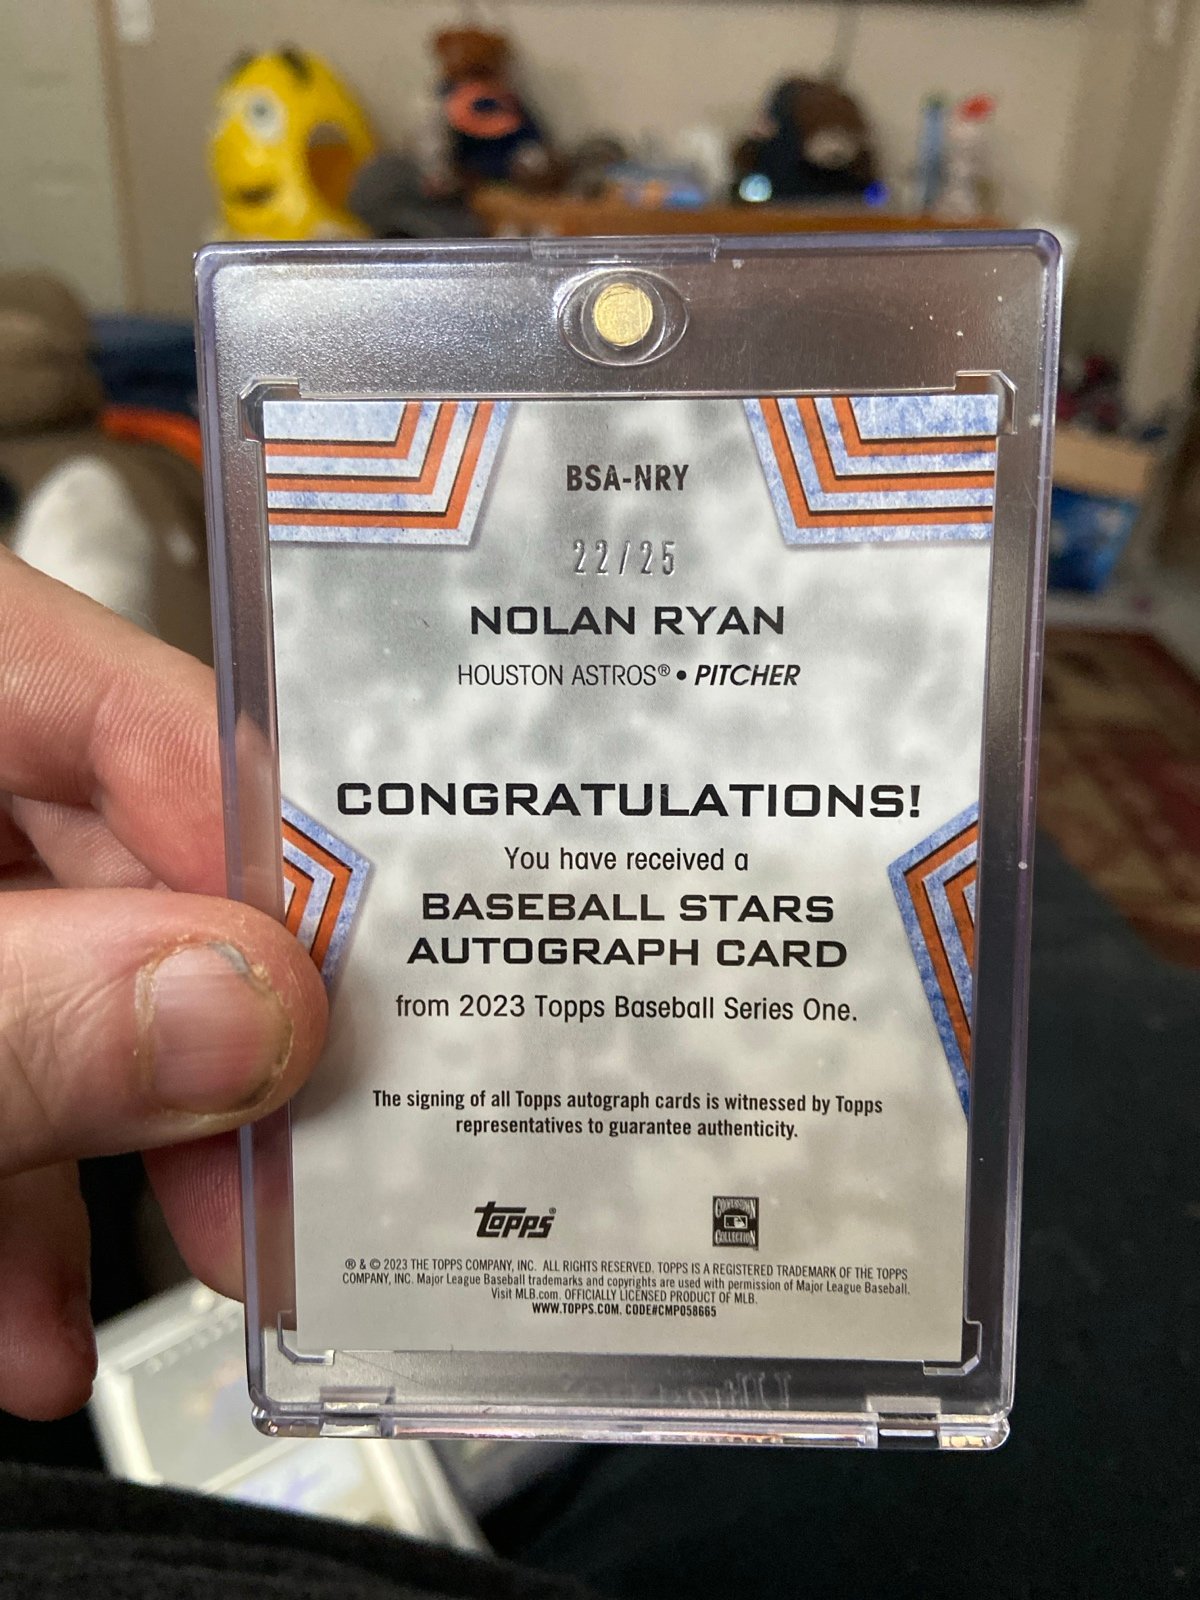 BSA-NRY
22/25
NOLAN RYAN
HOUSTON ASTROS® • PITCHER
CONGRATULATIONS!
You have received a
BASEBALL STARS
AUTOGRAPH CARD
from 2023 Topps Baseball Series One.
The signing of all Topps autograph cards is witnessed by Topps
representatives to guarantee authenticity.
topps®
COOPERSTOWN
COLLECTION
® & © 2023 THE TOPPS COMPANY, INC. ALL RIGHTS RESERVED. TOPPS IS A REGISTERED TRADEMARK OF THE TOPPS
COMPANY, INC. Major League Baseball trademarks and copyrights are used with permission of Major League Baseball.
Visit MLB.com. OFFICIALLY LICENSED PRODUCT OF MLB.
WWW.TOPPS.COM. CODE#CMP058665